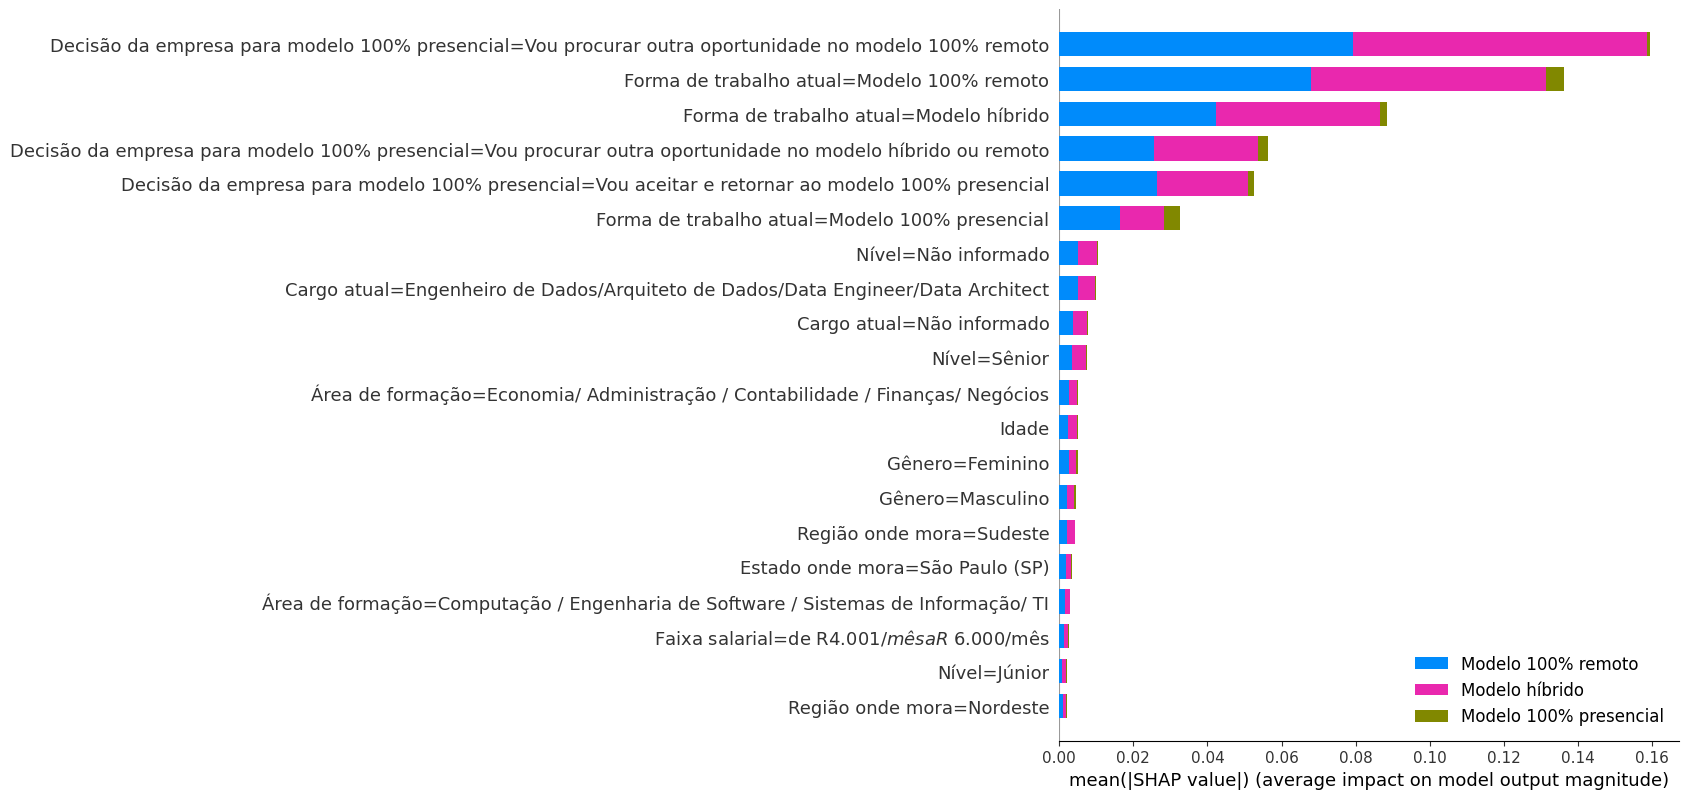 Decisão da empresa para modelo 100% presencial=Vou procurar outra oportunidade no modelo 100% remoto
Forma de trabalho atual=Modelo 100% remoto
Forma de trabalho atual=Modelo híbrido
Decisão da empresa para modelo 100% presencial=Vou procurar outra oportunidade no modelo híbrido ou remoto
Decisão da empresa para modelo 100% presencial=Vou aceitar e retornar ao modelo 100% presencial
Forma de trabalho atual=Modelo 100% presencial
Nível=Não informado
Cargo atual=Engenheiro de Dados/Arquiteto de Dados/Data Engineer/Data Architect
Cargo atual=Não informado
Nível=Sênior
Área de formação=Economia/ Administração / Contabilidade / Finanças/ Negócios
Idade
Gênero=Feminino
Gênero=Masculino
Região onde mora=Sudeste
Estado onde mora=São Paulo (SP)
Área de formação=Computação / Engenharia de Software / Sistemas de Informação/ TI
Faixa salarial=de R4.001/mêsaR 6.000/mês
Nível=Júnior
Região onde mora=Nordeste
Modelo 100% remoto
Modelo híbrido
Modelo 100% presencial
0.00 0.02 0.04 0.06 0.08 0.10 0.12 0.14 0.16
mean(|SHAP value|) (average impact on model output magnitude)